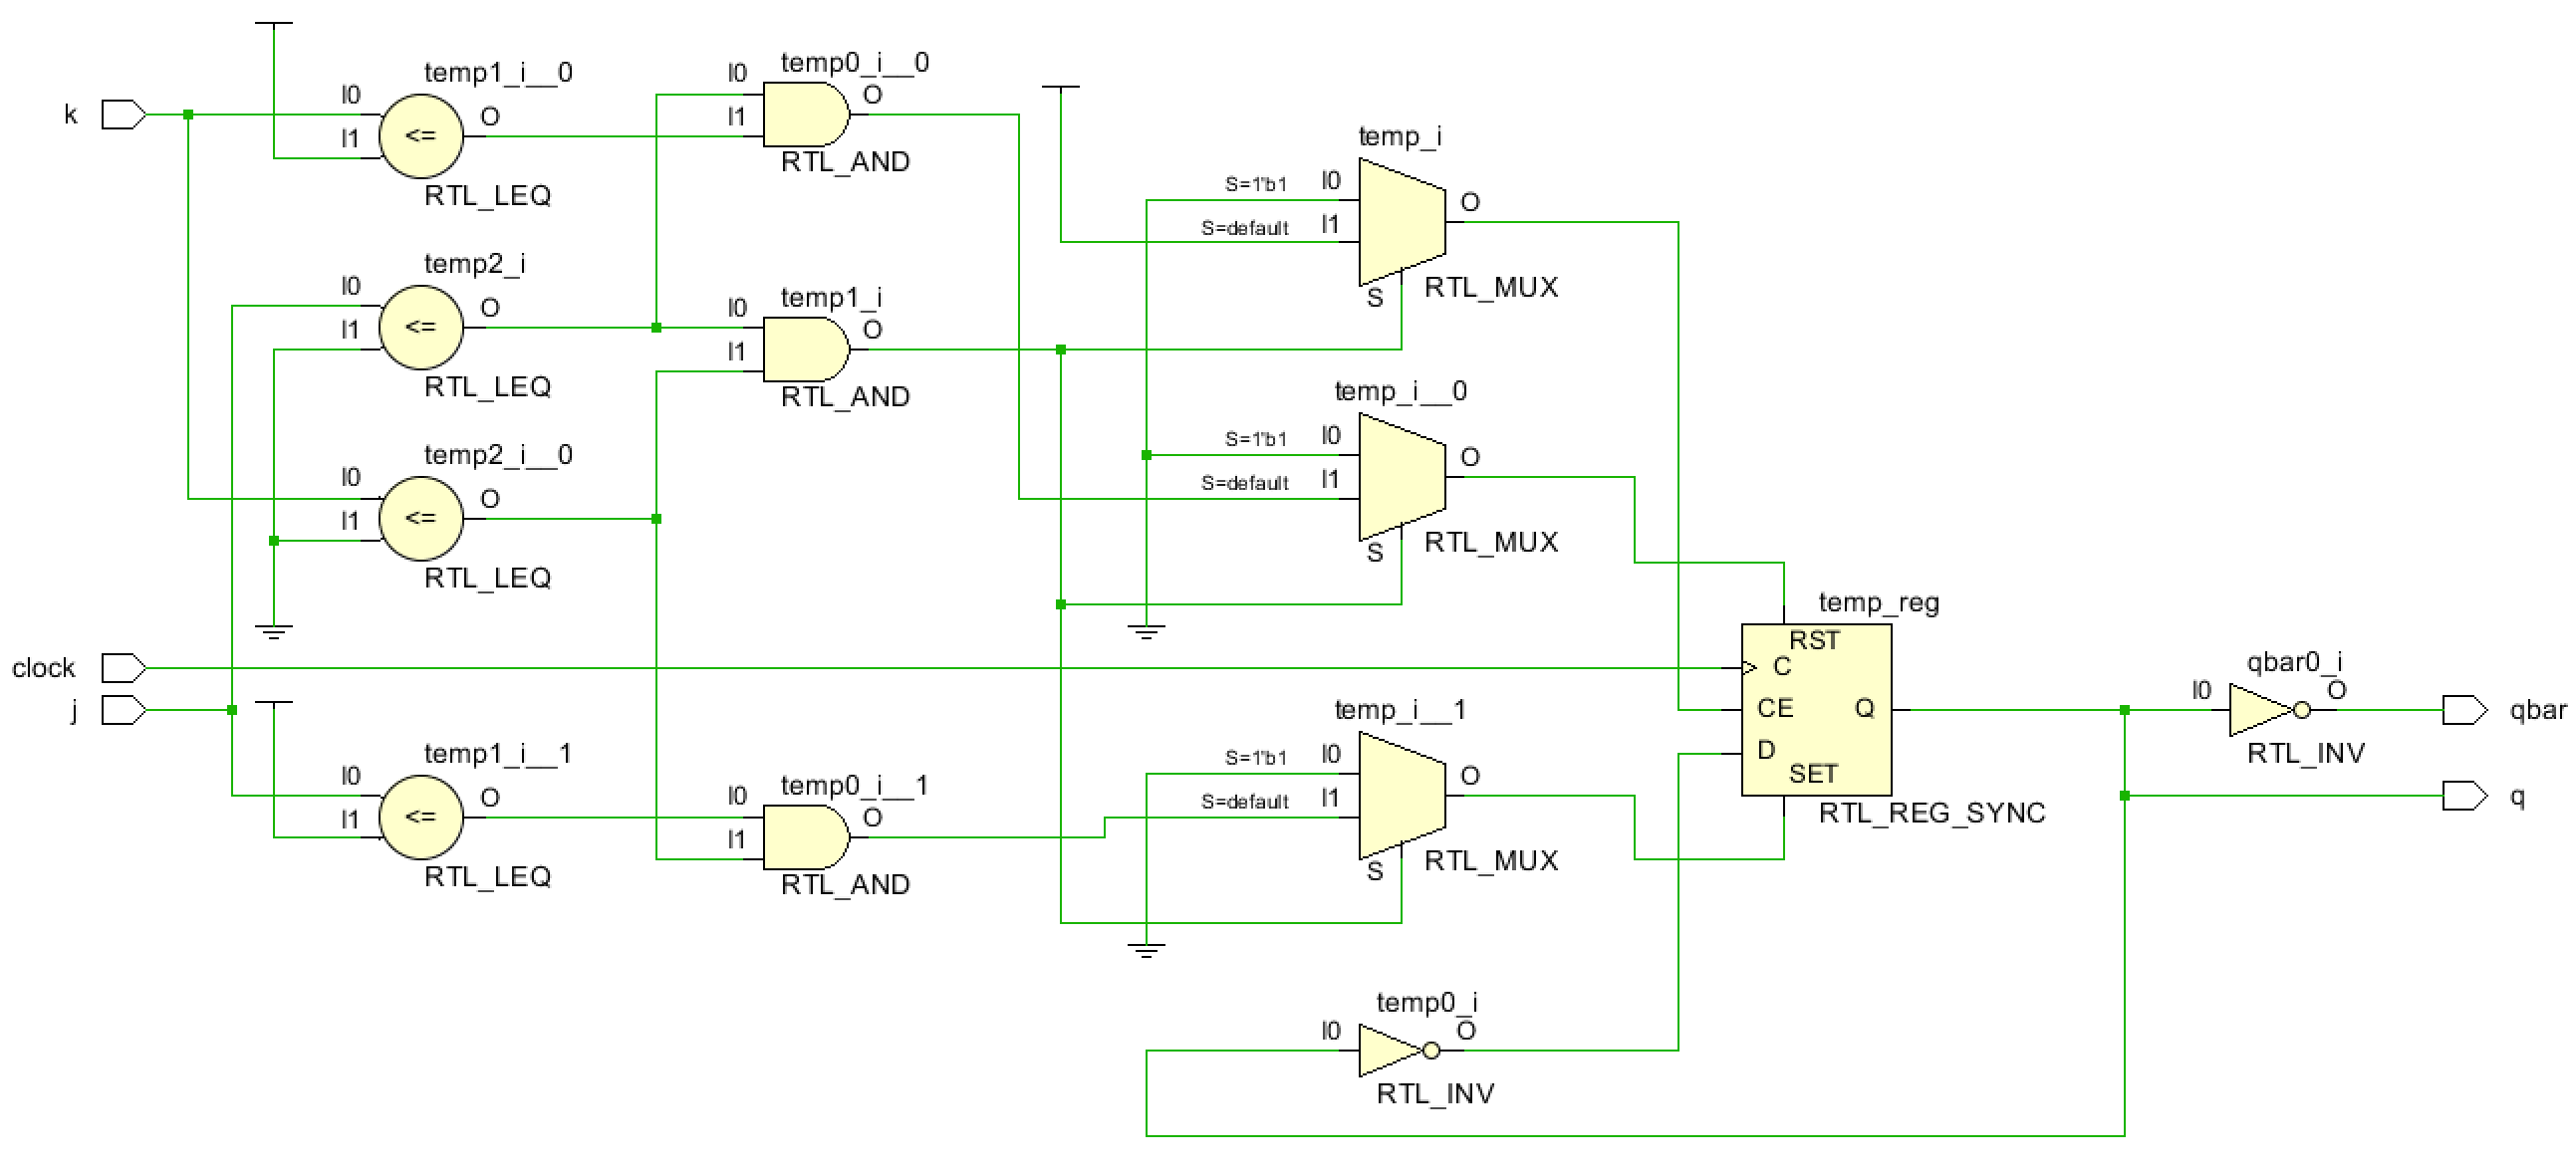 k
temp1_i__0
I0
I1
<=
O
RTL_LEQ
temp2_i
I0
I1
<=
O
RTL_LEQ
temp2_i__0
I0
I1
<=
O
RTL_LEQ
clock
j
temp1_i__1
I0
I1
<=
O
RTL_LEQ
temp0_i__0
I0
I1
O
RTL_AND
temp1_i
I0
I1
O
RTL_AND
temp0_i__1
I0
I1
O
RTL_AND
temp_i
S=1'b1 I0
S=default I1
O
S
RTL_MUX
temp_i__0
S=1'b1 I0
S=default I1
O
S
RTL_MUX
temp_i__1
S=1'b1 I0
S=default I1
O
S
RTL_MUX
temp0_i
I0
O
RTL_INV
temp_reg
RST
C
CE
Q
D
SET
RTL_REG_SYNC
qbar0_i
I0
O
RTL_INV
qbar
q